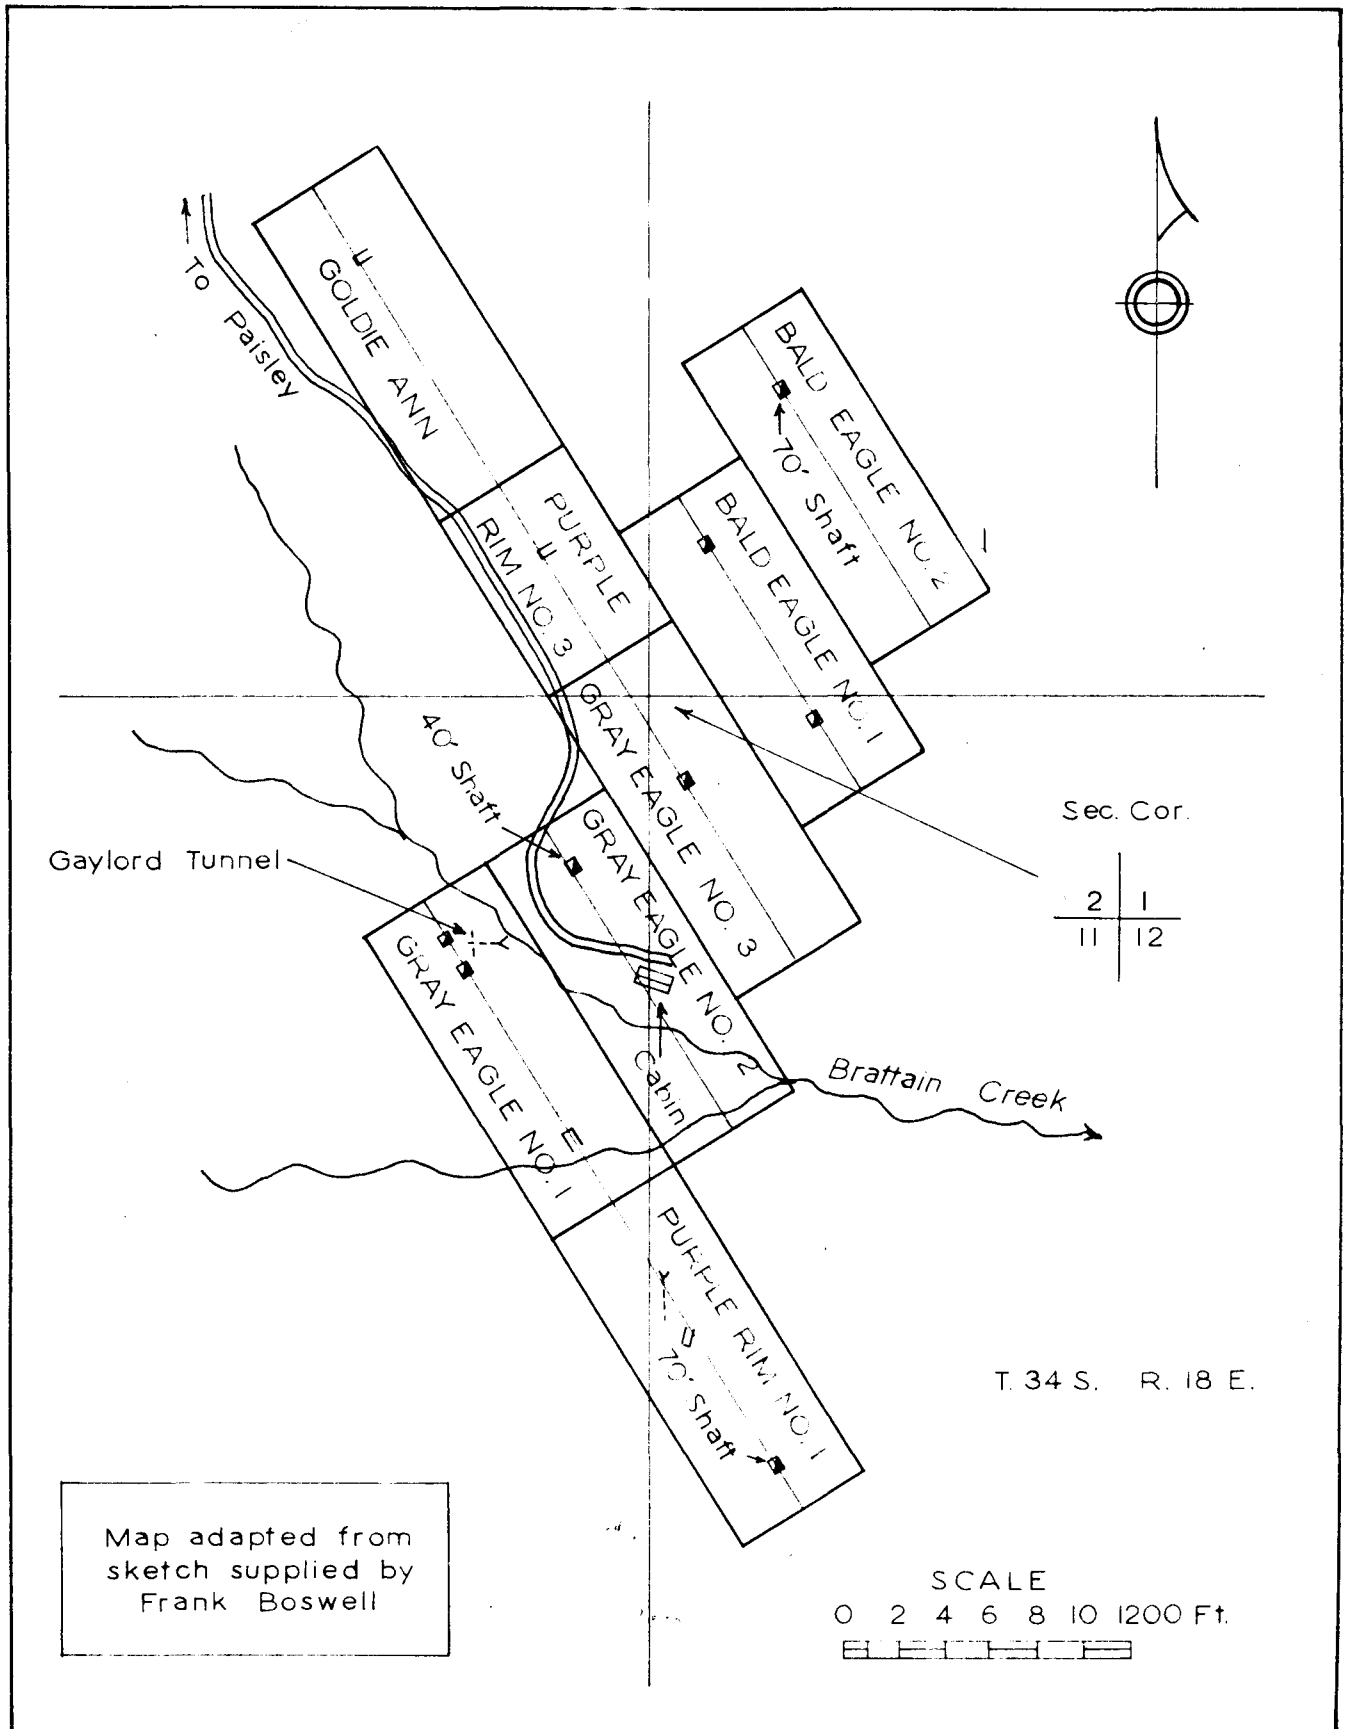 To Paisley
GOLDIE ANN
PURPLE
RIM NO. 3
BALD EAGLE NO. 2
70' Shaft
1
BALD EAGLE NO. 1
GRAY EAGLE NO. 3
40' Shaft
GRAY EAGLE NO. 2
Gaylord Tunnel
GRAY EAGLE NO. 1
Cabin
Brattain Creek
Sec. Cor.
2 1
11 12
PURPLE RIM NO. 1
70' Shaft
T. 34 S. R. 18 E.
Map adapted from
sketch supplied by
Frank Boswell
SCALE
0 2 4 6 8 10 1200 Ft.